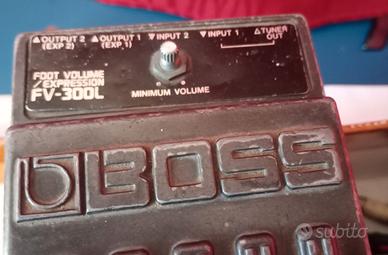 ▲OUTPUT 2 ▲OUTPUT 1 ▼INPUT 2 ▼INPUT 1 △TUNER
(EXP 2) (EXP 1) OUT
FOOT VOLUME
/ EXPRESSION
FV-300L
MINIMUM VOLUME
BOSS
subito